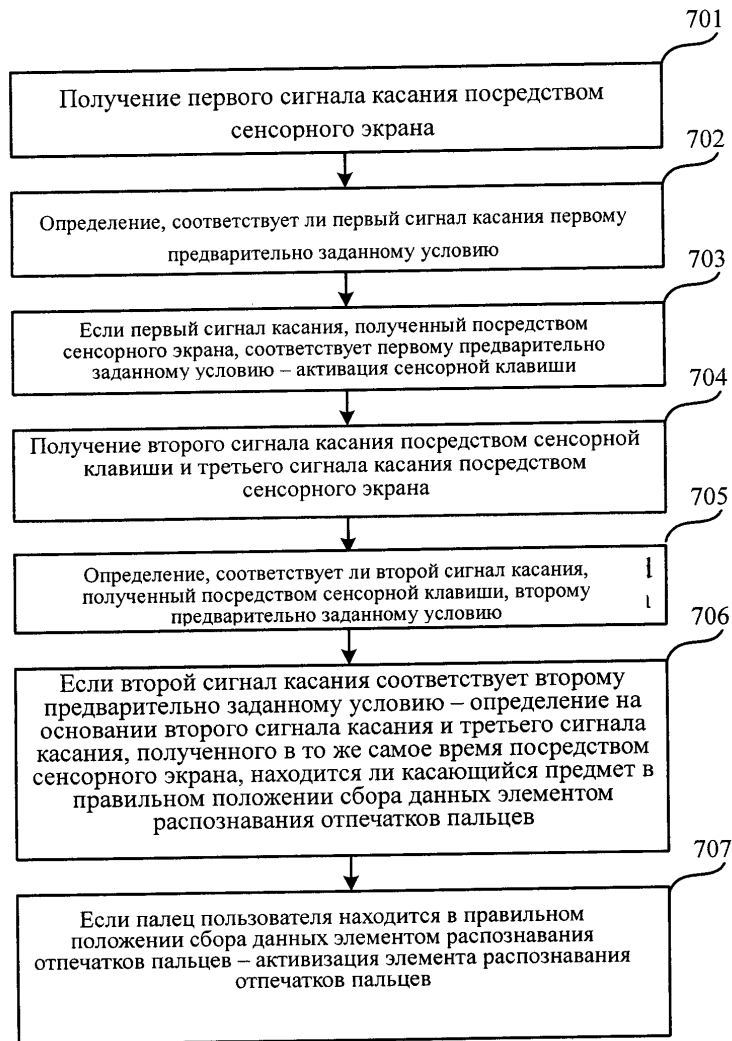 701
Получение первого сигнала касания посредством
сенсорного экрана
702
Определение, соответствует ли первый сигнал касания первому
предварительно заданному условию
703
Если первый сигнал касания, полученный посредством
сенсорного экрана, соответствует первому предварительно
заданному условию – активация сенсорной клавиши
704
Получение второго сигнала касания посредством сенсорной
клавиши и третьего сигнала касания посредством
сенсорного экрана
705
Определение, соответствует ли второй сигнал касания,
полученный посредством сенсорной клавиши, второму
предварительно заданному условию
706
Если второй сигнал касания соответствует второму
предварительно заданному условию – определение на
основании второго сигнала касания и третьего сигнала
касания, полученного в то же самое время посредством
сенсорного экрана, находится ли касающийся предмет в
правильном положении сбора данных элементом
распознавания отпечатков пальцев
707
Если палец пользователя находится в правильном
положении сбора данных элементом распознавания
отпечатков пальцев – активизация элемента распознавания
отпечатков пальцев